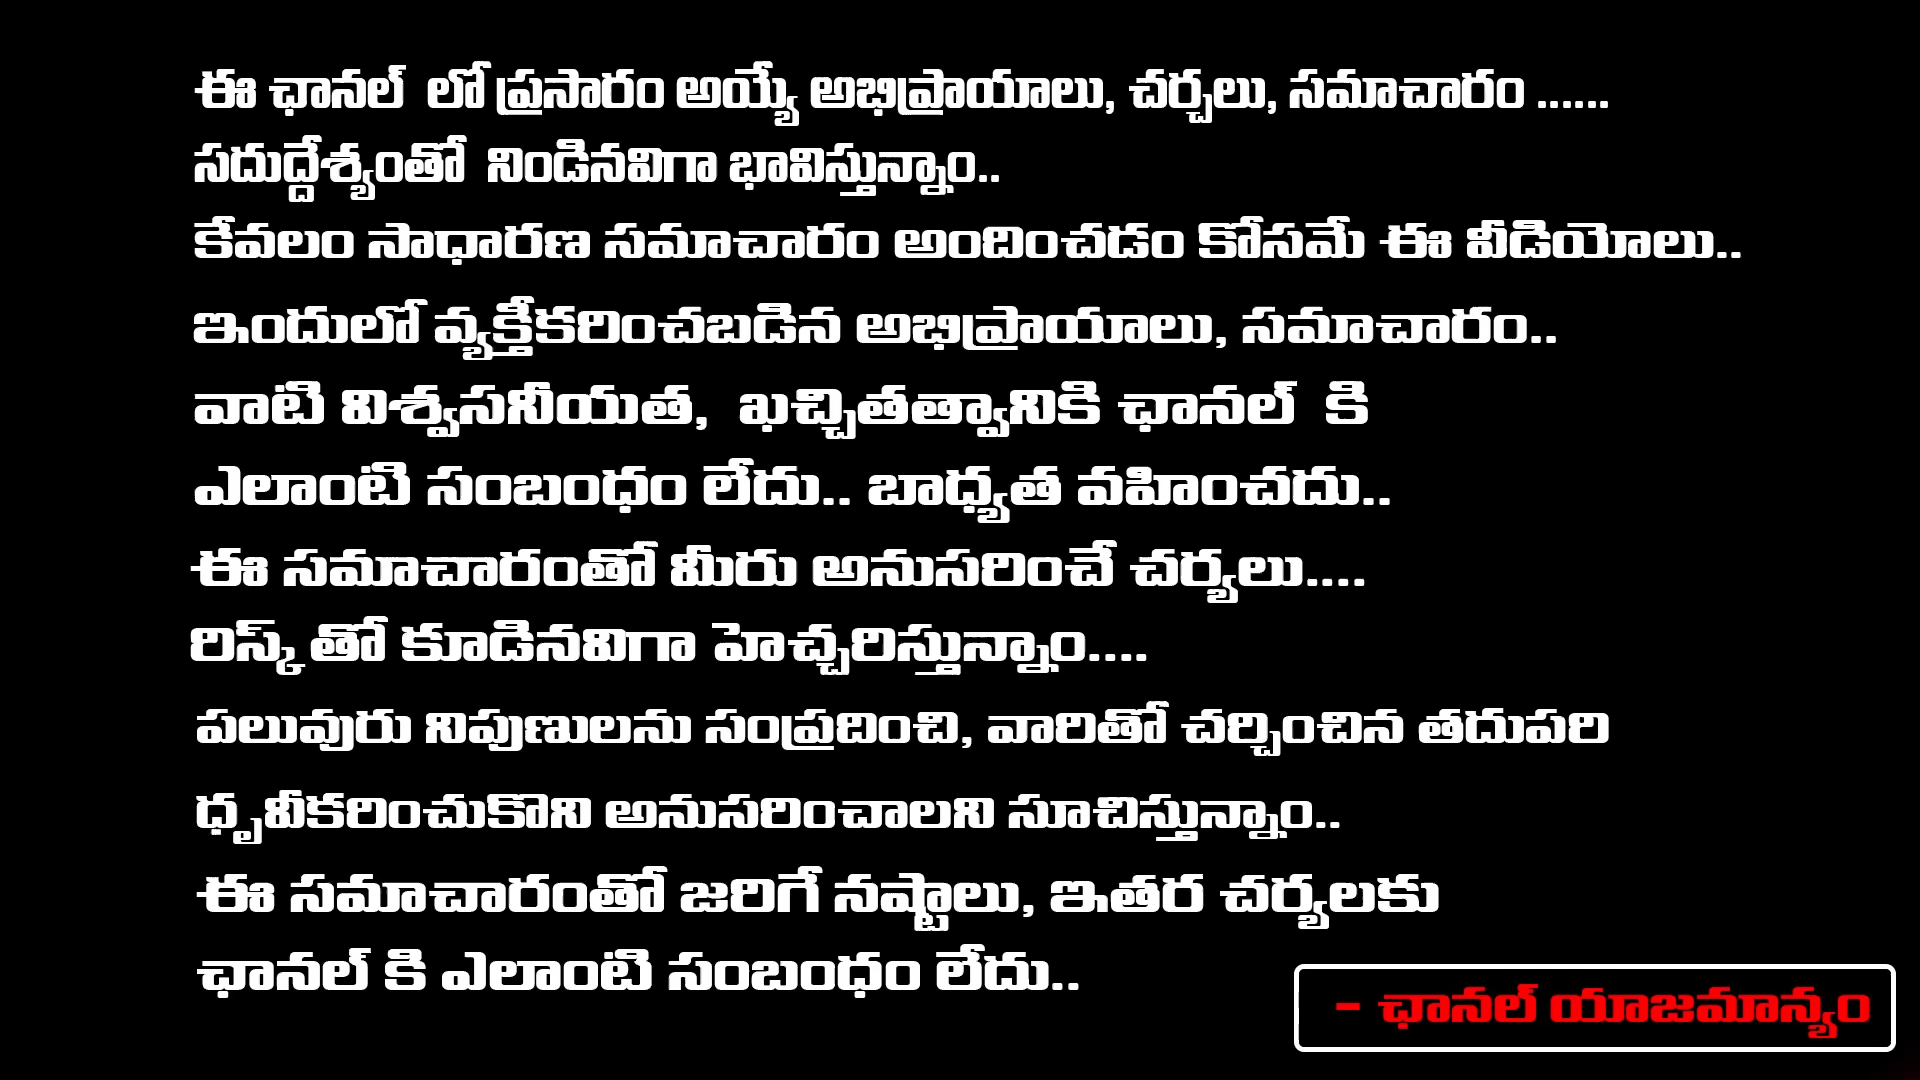 ఈ ఛానల్ లో ప్రసారం అయ్యే అభిప్రాయాలు, చర్చలు, సమాచారం ......
సదుద్దేశ్యంతో నిండినవిగా భావిస్తున్నాం..
కేవలం సాధారణ సమాచారం అందించడం కోసమే ఈ వీడియోలు..
ఇందులో వ్యక్తీకరించబడిన అభిప్రాయాలు, సమాచారం..
వాటి విశ్వసనీయత, ఖచ్చితత్వానికి ఛానల్ కి
ఎలాంటి సంబంధం లేదు.. బాధ్యత వహించదు..
ఈ సమాచారంతో మీరు అనుసరించే చర్యలు....
రిస్క్ తో కూడినవిగా హెచ్చరిస్తున్నాం....
పలువురు నిపుణులను సంప్రదించి, వారితో చర్చించిన తదుపరి
ధృవీకరించుకొని అనుసరించాలని సూచిస్తున్నాం..
ఈ సమాచారంతో జరిగే నష్టాలు, ఇతర చర్యలకు
ఛానల్ కి ఎలాంటి సంబంధం లేదు..
- ఛానల్ యాజమాన్యం